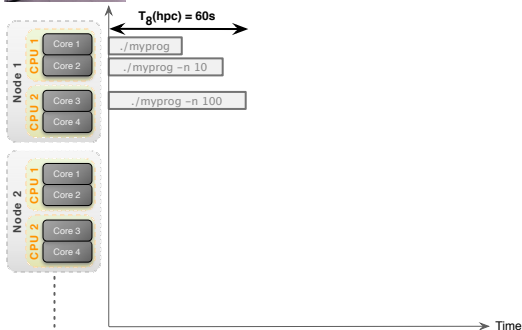 T8(hpc) = 60s
Node 1
CPU 1
Core 1
Core 2
CPU 2
Core 3
Core 4
./myprog
./myprog -n 10
./myprog -n 100
Node 2
CPU 1
Core 1
Core 2
CPU 2
Core 3
Core 4
Time